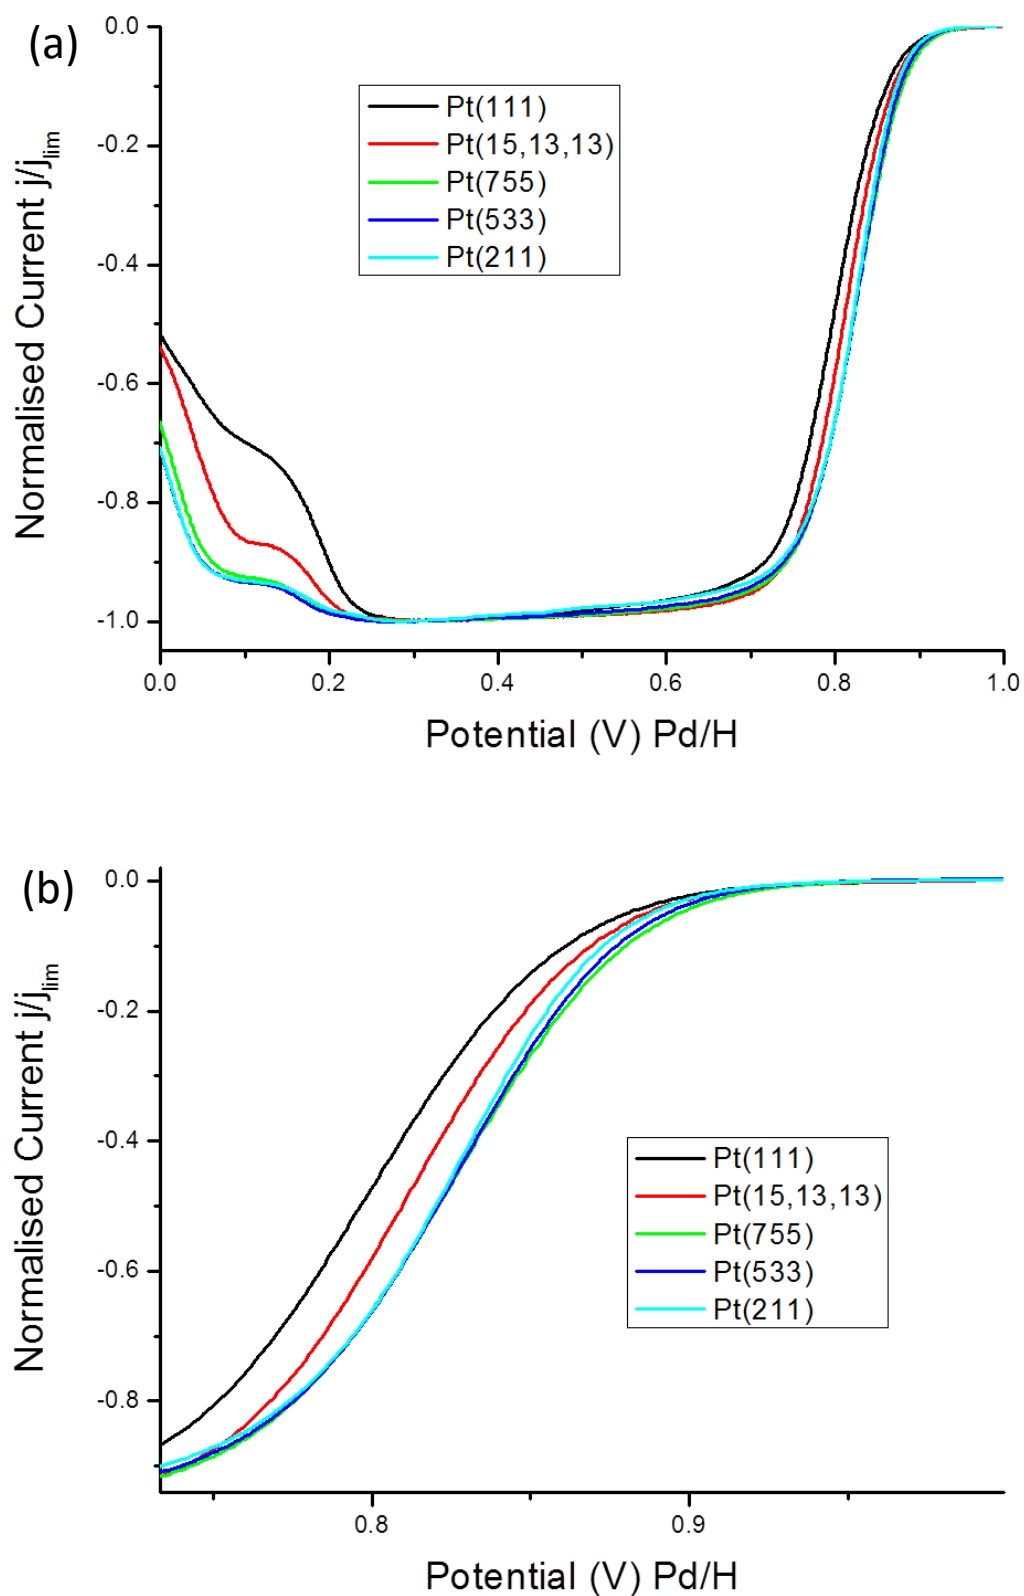 (a)
0.0
-0.2
-0.4
-0.6
-0.8
-1.0
Normalised Current j/j_lim
Pt(111)
Pt(15,13,13)
Pt(755)
Pt(533)
Pt(211)
0.0 0.2 0.4 0.6 0.8 1.0
Potential (V) Pd/H
(b)
0.0
-0.2
-0.4
-0.6
-0.8
Normalised Current j/j_lim
Pt(111)
Pt(15,13,13)
Pt(755)
Pt(533)
Pt(211)
0.8 0.9
Potential (V) Pd/H